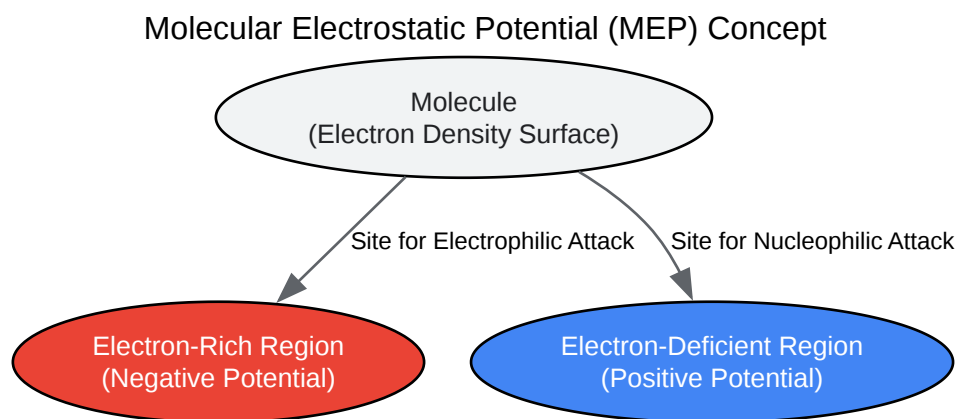 Molecular Electrostatic Potential (MEP) Concept
Molecule
(Electron Density Surface)
Site for Electrophilic Attack
Site for Nucleophilic Attack
Electron-Rich Region
(Negative Potential)
Electron-Deficient Region
(Positive Potential)